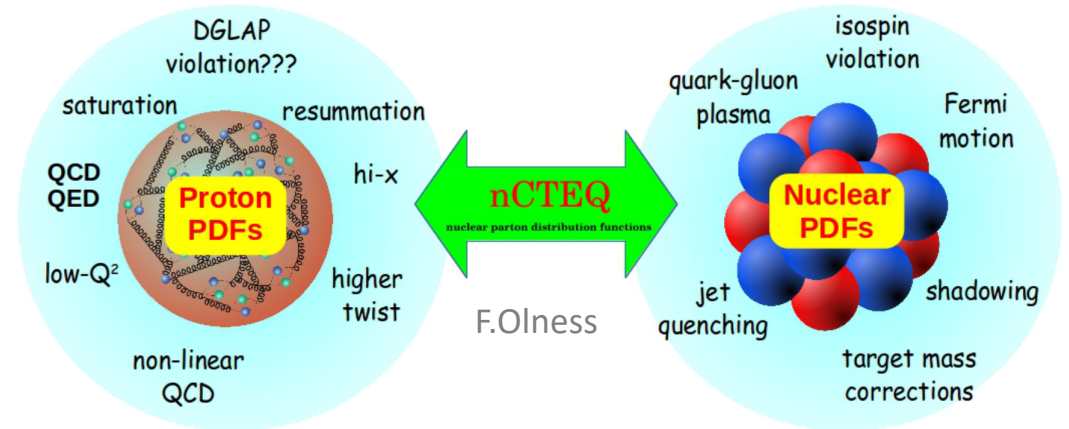 DGLAP
violation???
saturation
resummation
QCD
QED
hi-x
Proton
PDFs
low-Q²
higher
twist
non-linear
QCD
nCTEQ
nuclear parton distribution functions
F.Olness
isospin
violation
quark-gluon
plasma
Fermi
motion
Nuclear
PDFs
jet
quenching
shadowing
target mass
corrections